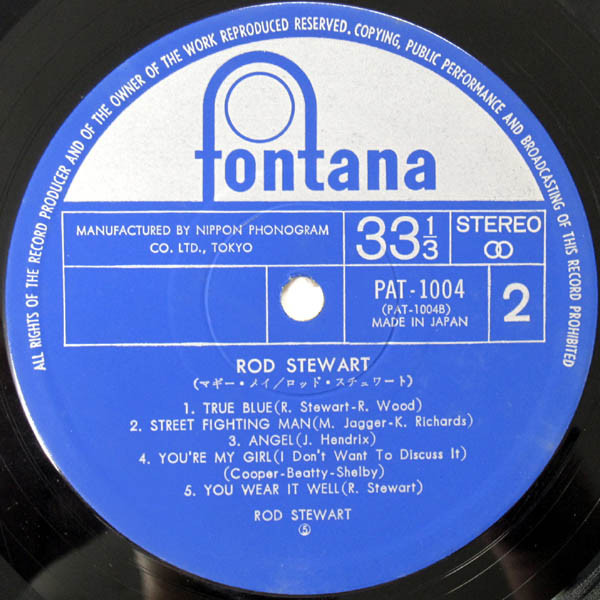 ALL RIGHTS OF THE RECORD PRODUCER AND OF THE OWNER OF THE WORK REPRODUCED RESERVED. COPYING, PUBLIC PERFORMANCE AND BROADCASTING OF THIS RECORD PROHIBITED
fontana
MANUFACTURED BY NIPPON PHONOGRAM
CO. LTD., TOKYO
33 1/3
STEREO
PAT-1004
(PAT-1004B)
MADE IN JAPAN
2
ROD STEWART
(マギー・メイ/ロッド・スチュワート)
1. TRUE BLUE(R. Stewart-R. Wood)
2. STREET FIGHTING MAN(M. Jagger-K. Richards)
3. ANGEL(J. Hendrix)
4. YOU'RE MY GIRL(I Don't Want To Discuss It)
(Cooper-Beatty-Shelby)
5. YOU WEAR IT WELL(R. Stewart)
ROD STEWART
⑤